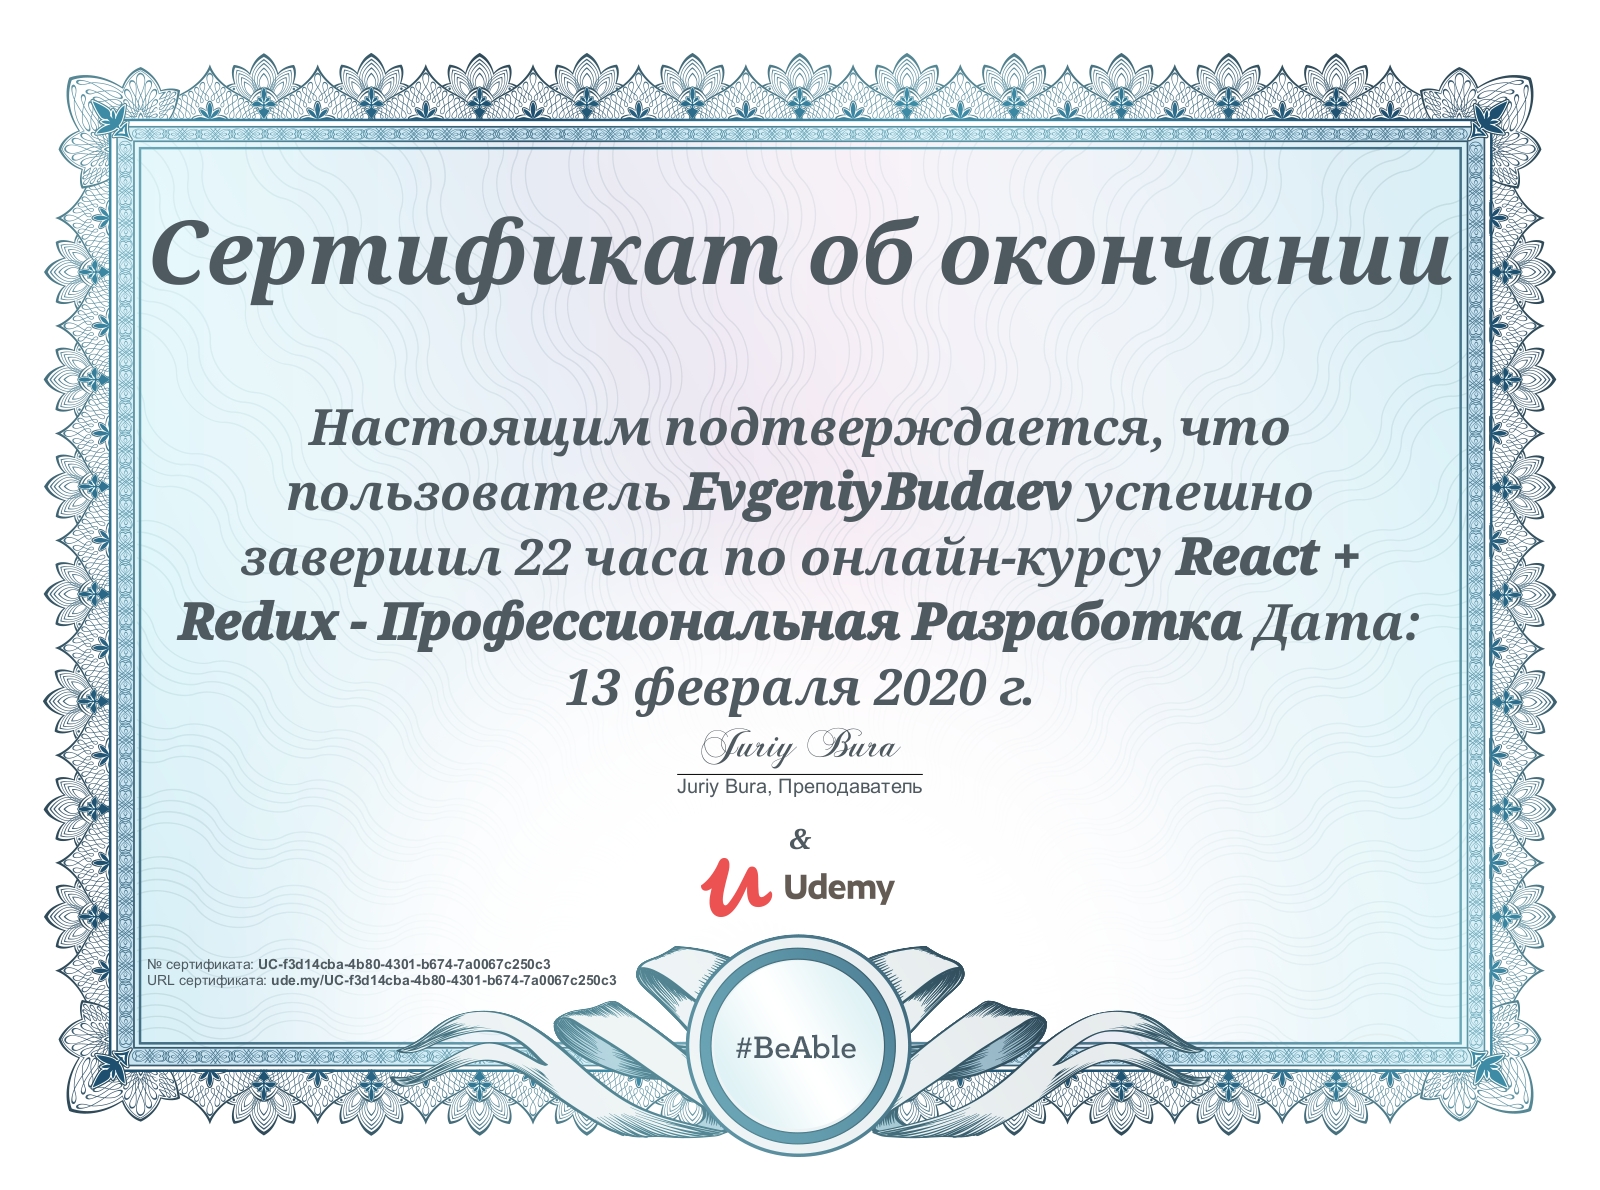 Сертификат об окончании
Настоящим подтверждается, что
пользователь EvgeniyBudaev успешно
завершил 22 часа по онлайн-курсу React +
Redux - Профессиональная Разработка Дата:
13 февраля 2020 г.
Juriy Bura
Juriy Bura, Преподаватель
&
Udemy
№ сертификата: UC-f3d14cba-4b80-4301-b674-7a0067c250c3
URL сертификата: ude.my/UC-f3d14cba-4b80-4301-b674-7a0067c250c3
#BeAble